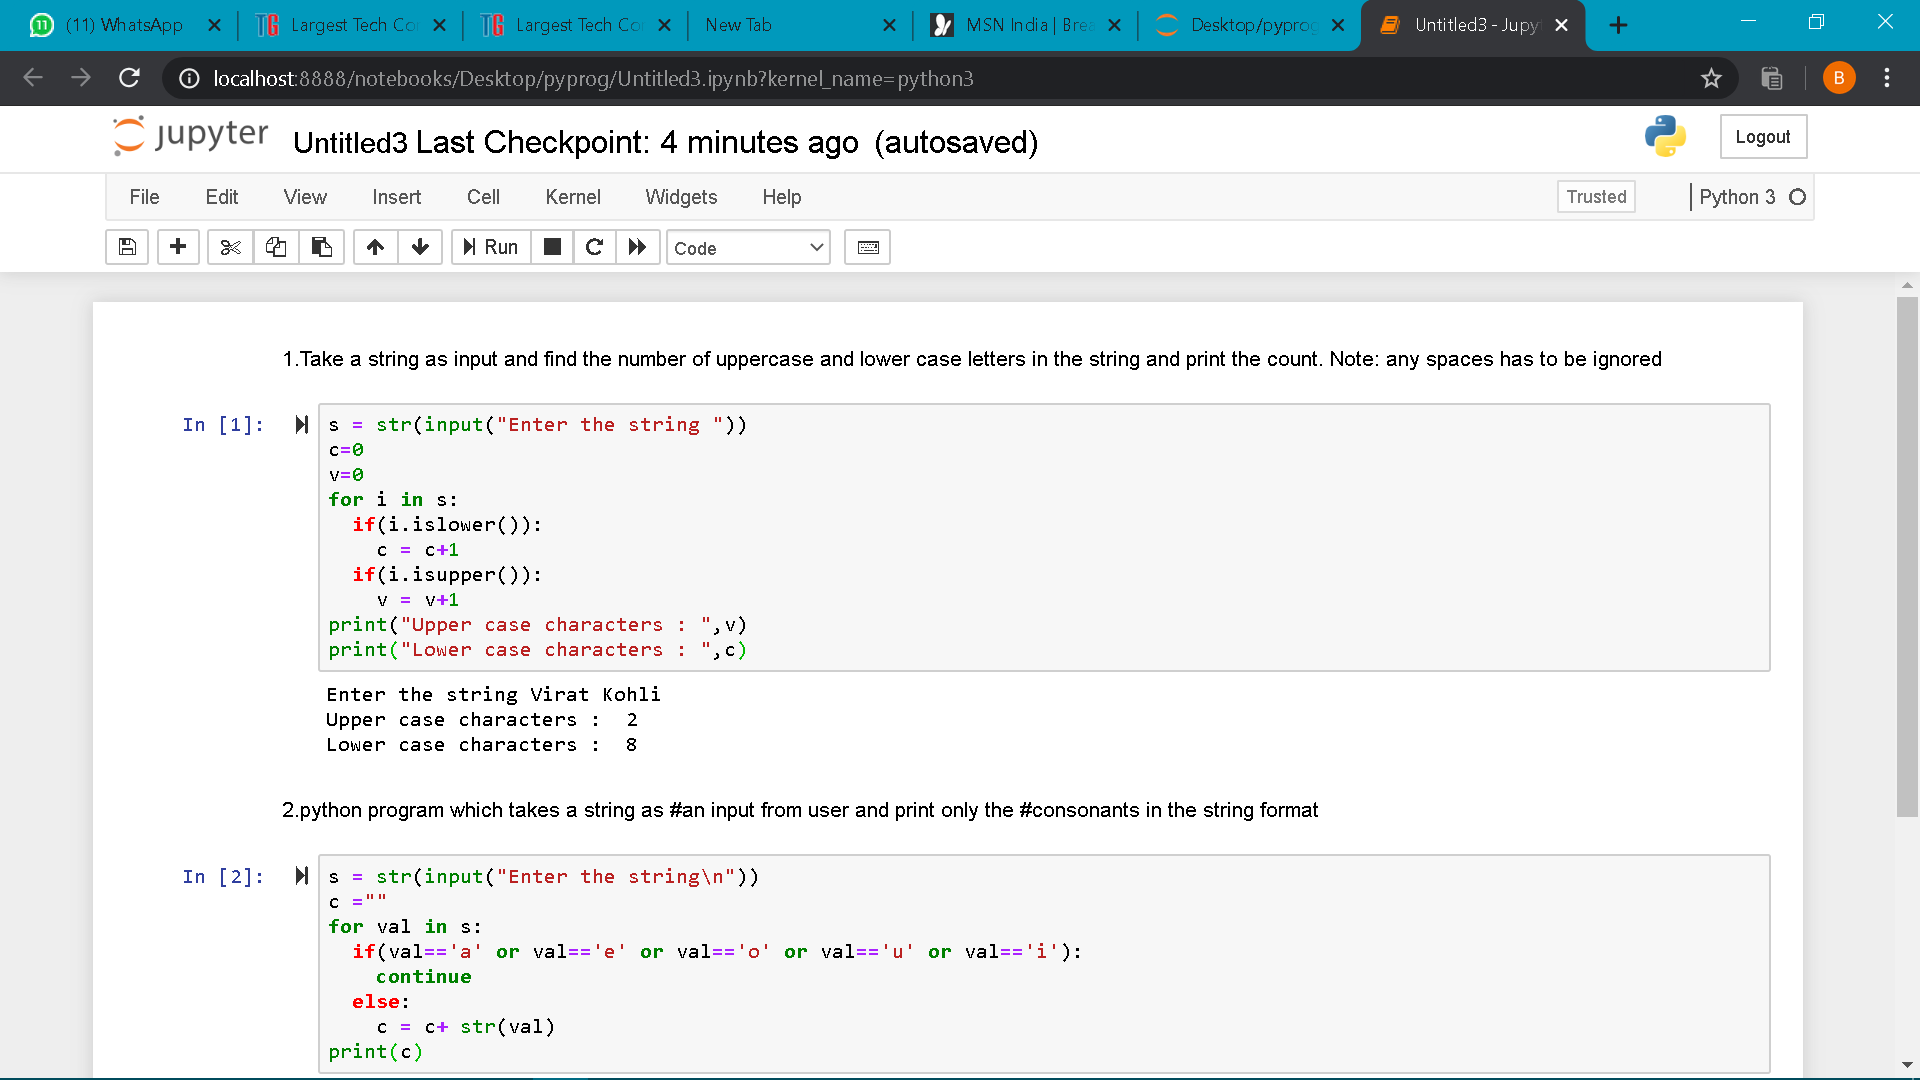 (11) WhatsApp
Largest Tech Co
Largest Tech Co
New Tab
MSN India | Brea
Desktop/pyprog
Untitled3 - Jupyt
localhost:8888/notebooks/Desktop/pyprog/Untitled3.ipynb?kernel_name=python3
B
jupyter Untitled3 Last Checkpoint: 4 minutes ago (autosaved)
Logout
File Edit View Insert Cell Kernel Widgets Help
Trusted
Python 3
Run
Code
1.Take a string as input and find the number of uppercase and lower case letters in the string and print the count. Note: any spaces has to be ignored
In [1]:
s = str(input("Enter the string "))
c=0
v=0
for i in s:
  if(i.islower()):
    c = c+1
  if(i.isupper()):
    v = v+1
print("Upper case characters : ",v)
print("Lower case characters : ",c)
Enter the string Virat Kohli
Upper case characters :  2
Lower case characters :  8
2.python program which takes a string as #an input from user and print only the #consonants in the string format
In [2]:
s = str(input("Enter the string\n"))
c =""
for val in s:
  if(val=='a' or val=='e' or val=='o' or val=='u' or val=='i'):
    continue
  else:
    c = c+ str(val)
print(c)